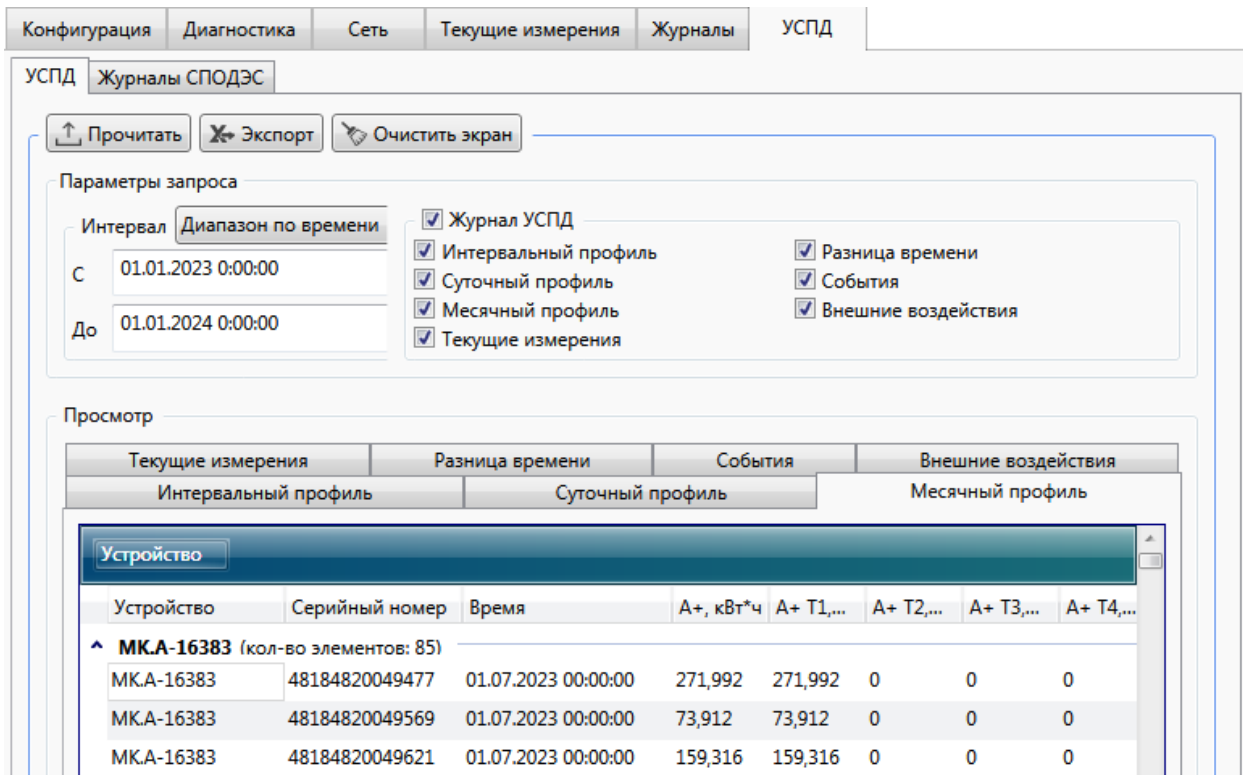 Конфигурация Диагностика Сеть Текущие измерения Журналы УСПД
УСПД Журналы СПОДЭС
Прочитать Экспорт Очистить экран
Параметры запроса
Интервал Диапазон по времени Журнал УСПД
Интервальный профиль Разница времени
С 01.01.2023 0:00:00
Суточный профиль События
Месячный профиль Внешние воздействия
До 01.01.2024 0:00:00
Текущие измерения
Просмотр
Текущие измерения Разница времени События Внешние воздействия
Интервальный профиль Суточный профиль Месячный профиль
Устройство
Устройство Серийный номер Время A+, кВт*ч A+ T1,... A+ T2,... A+ T3,... A+ T4,...
МК.А-16383 (кол-во элементов: 85)
МК.А-16383 48184820049477 01.07.2023 00:00:00 271,992 271,992 0 0 0
МК.А-16383 48184820049569 01.07.2023 00:00:00 73,912 73,912 0 0 0
МК.А-16383 48184820049621 01.07.2023 00:00:00 159,316 159,316 0 0 0